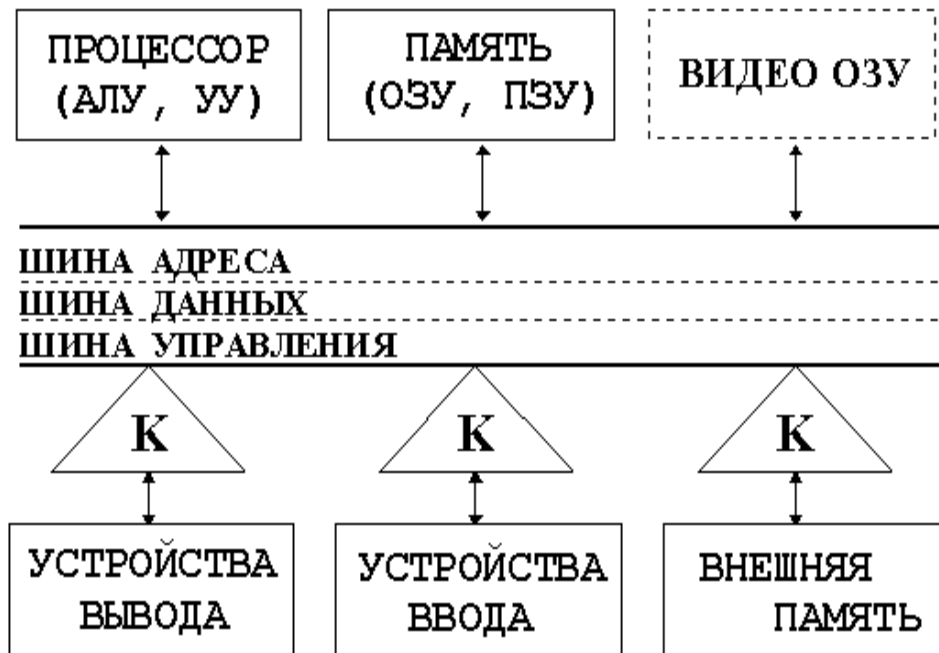 ПРОЦЕССОР
(АЛУ, УУ)
ПАМЯТЬ
(ОЗУ, ПЗУ)
ВИДЕО ОЗУ
ШИНА АДРЕСА
ШИНА ДАННЫХ
ШИНА УПРАВЛЕНИЯ
К
К
К
УСТРОЙСТВА
ВЫВОДА
УСТРОЙСТВА
ВВОДА
ВНЕШНЯЯ
ПАМЯТЬ